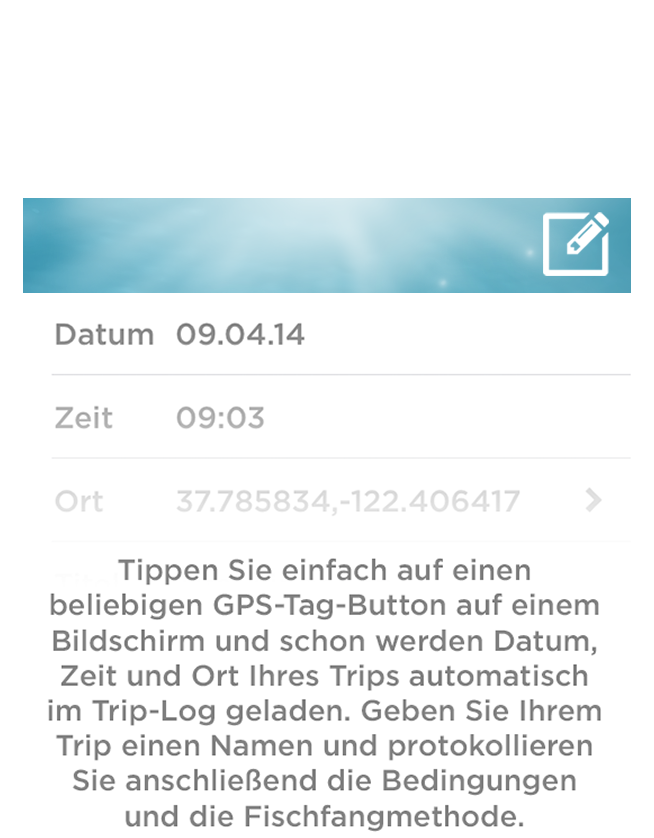 Datum 09.04.14
Zeit 09:03
Ort 37.785834,-122.406417
Tippen Sie einfach auf einen
beliebigen GPS-Tag-Button auf einem
Bildschirm und schon werden Datum,
Zeit und Ort Ihres Trips automatisch
im Trip-Log geladen. Geben Sie Ihrem
Trip einen Namen und protokollieren
Sie anschließend die Bedingungen
und die Fischfangmethode.